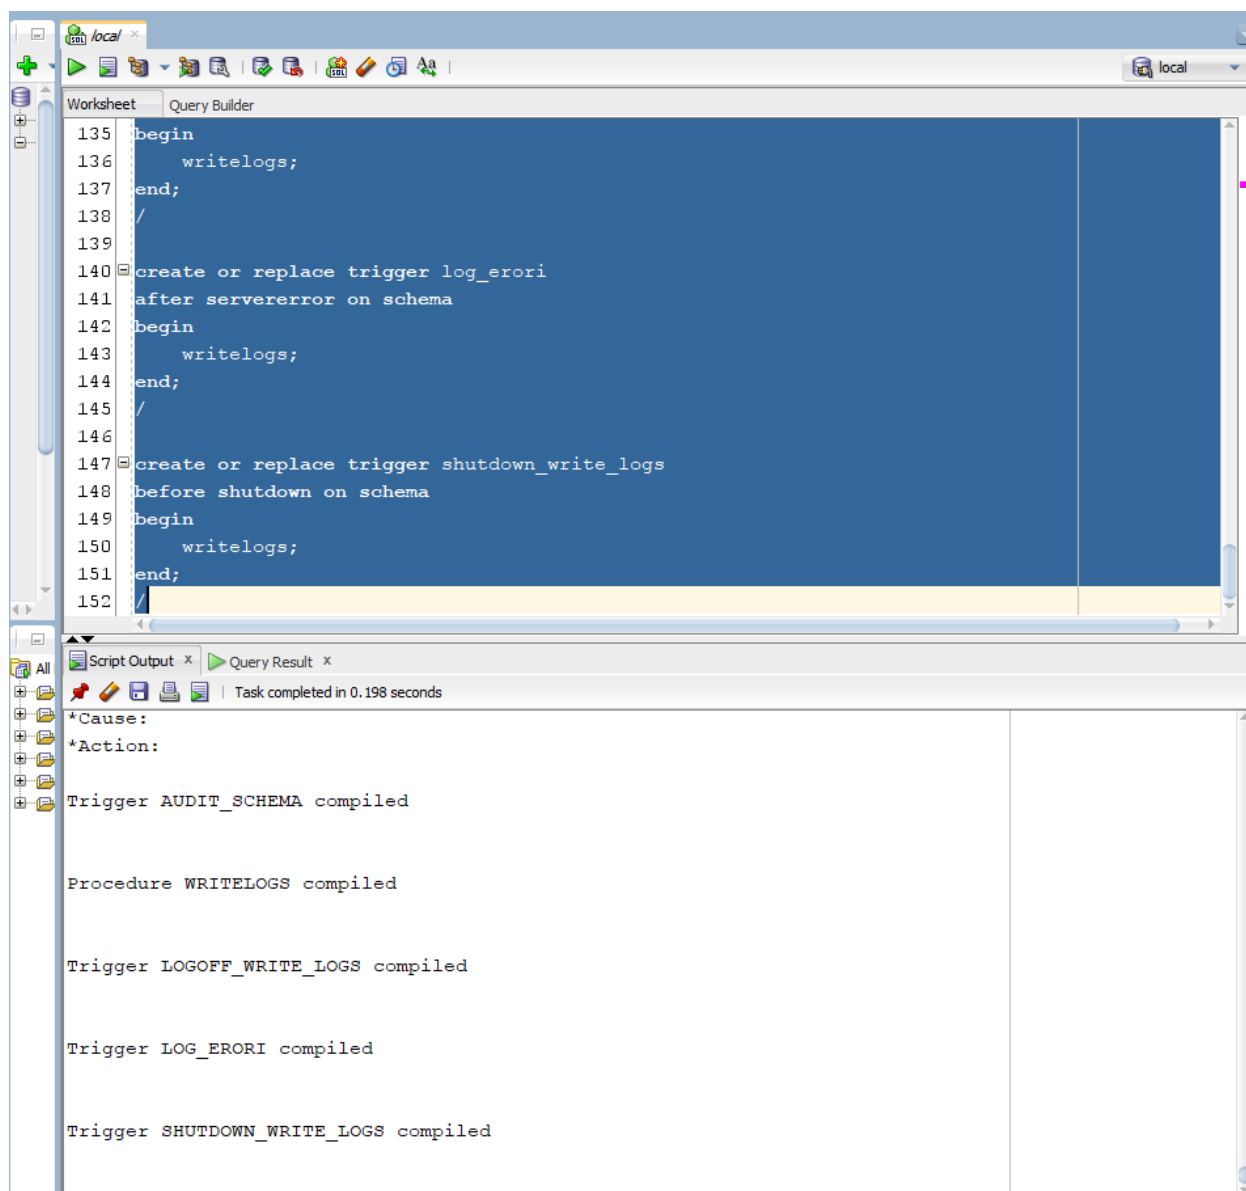 local
local
Worksheet Query Builder
135 begin
136     writelogs;
137 end;
138 /
139
140 create or replace trigger log_erori
141 after servererror on schema
142 begin
143     writelogs;
144 end;
145 /
146
147 create or replace trigger shutdown_write_logs
148 before shutdown on schema
149 begin
150     writelogs;
151 end;
152 /
All
Script Output x Query Result x
Task completed in 0.198 seconds
*Cause:
*Action:
Trigger AUDIT_SCHEMA compiled
Procedure WRITELOGS compiled
Trigger LOGOFF_WRITE_LOGS compiled
Trigger LOG_ERORI compiled
Trigger SHUTDOWN_WRITE_LOGS compiled